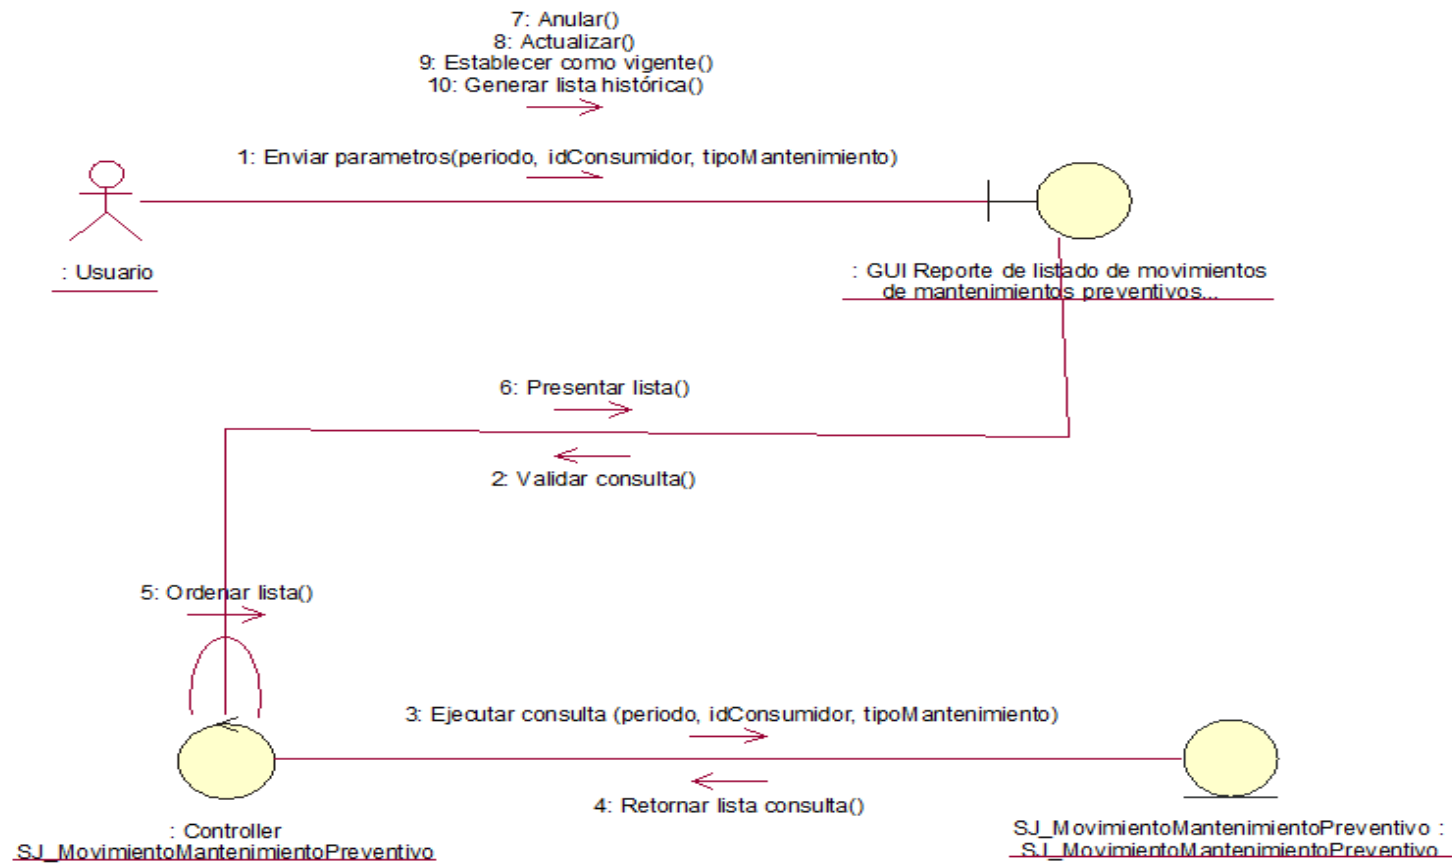 7: Anular()
8: Actualizar()
9: Establecer como vigente()
10: Generar lista histórica()
1: Enviar parametros(periodo, idConsumidor, tipoMantenimiento)
: Usuario
: GUI Reporte de listado de movimientos
de mantenimientos preventivos...
6: Presentar lista()
2: Validar consulta()
5: Ordenar lista()
3: Ejecutar consulta (periodo, idConsumidor, tipoMantenimiento)
4: Retornar lista consulta()
: Controller
SJ_MovimientoMantenimientoPreventivo
SJ_MovimientoMantenimientoPreventivo :
SJ_MovimientoMantenimientoPreventivo